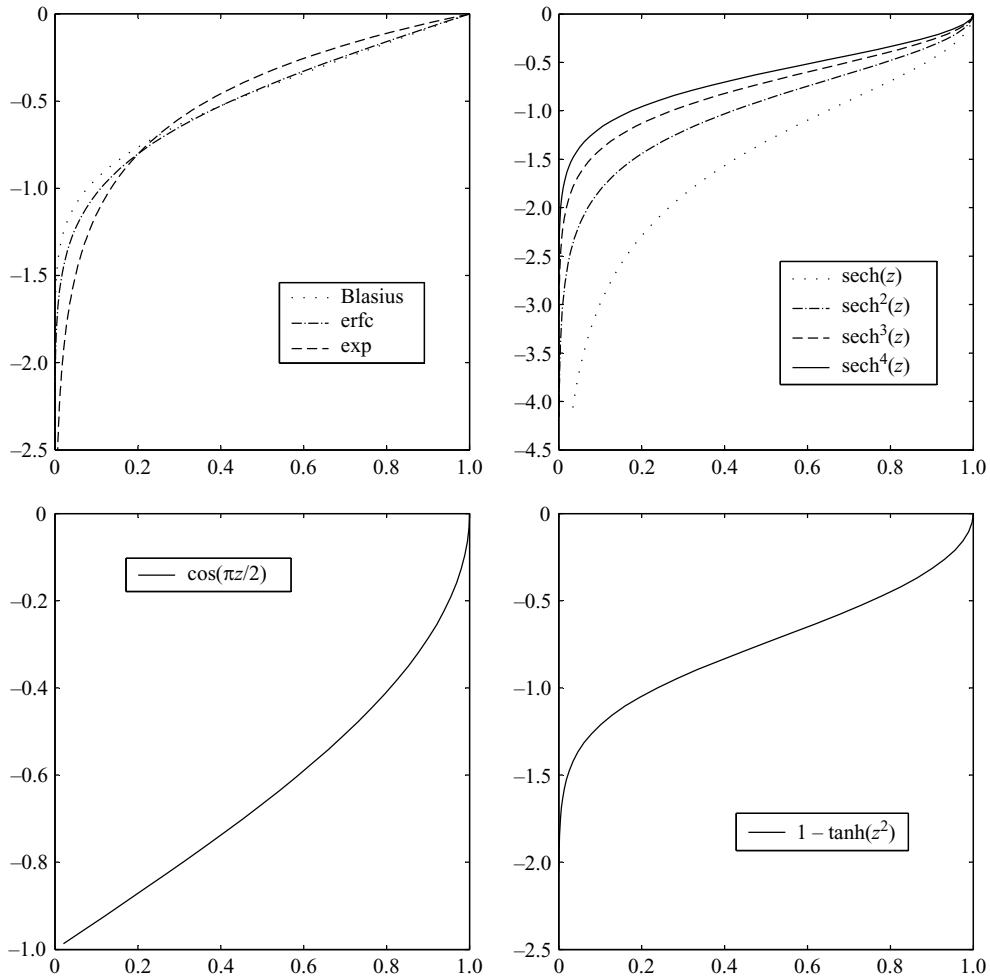 0
–0.5
–1.0
–1.5
–2.0
–2.5
0 0.2 0.4 0.6 0.8 1.0
Blasius
erfc
exp
0
–0.5
–1.0
–1.5
–2.0
–2.5
–3.0
–3.5
–4.0
–4.5
0 0.2 0.4 0.6 0.8 1.0
sech(z)
sech²(z)
sech³(z)
sech⁴(z)
0
–0.2
–0.4
–0.6
–0.8
–1.0
0 0.2 0.4 0.6 0.8 1.0
cos(πz/2)
0
–0.5
–1.0
–1.5
–2.0
–2.5
0 0.2 0.4 0.6 0.8 1.0
1 – tanh(z²)